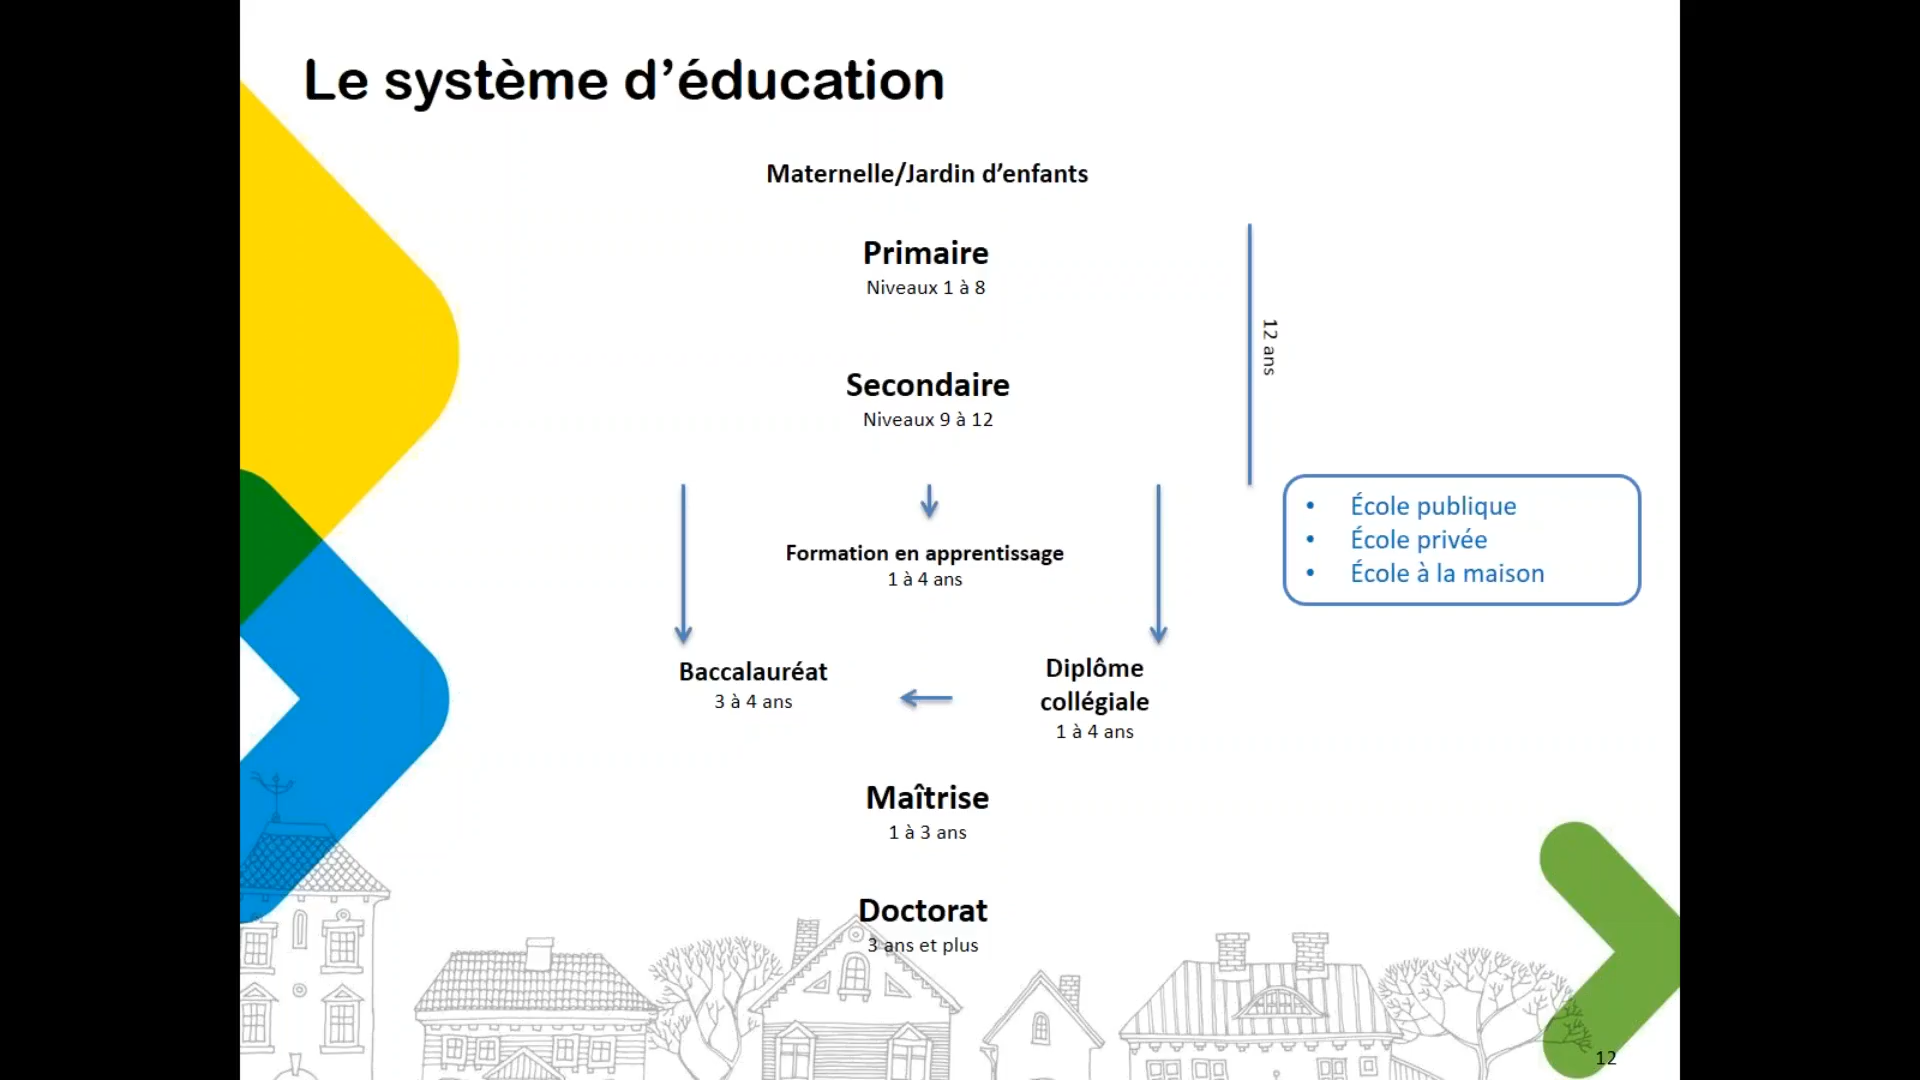 Le système d’éducation
Maternelle/Jardin d’enfants
Primaire
Niveaux 1 à 8
12 ans
Secondaire
Niveaux 9 à 12
• École publique
• École privée
• École à la maison
Formation en apprentissage
1 à 4 ans
Baccalauréat
3 à 4 ans
Diplôme
collégiale
1 à 4 ans
Maîtrise
1 à 3 ans
Doctorat
3 ans et plus
12